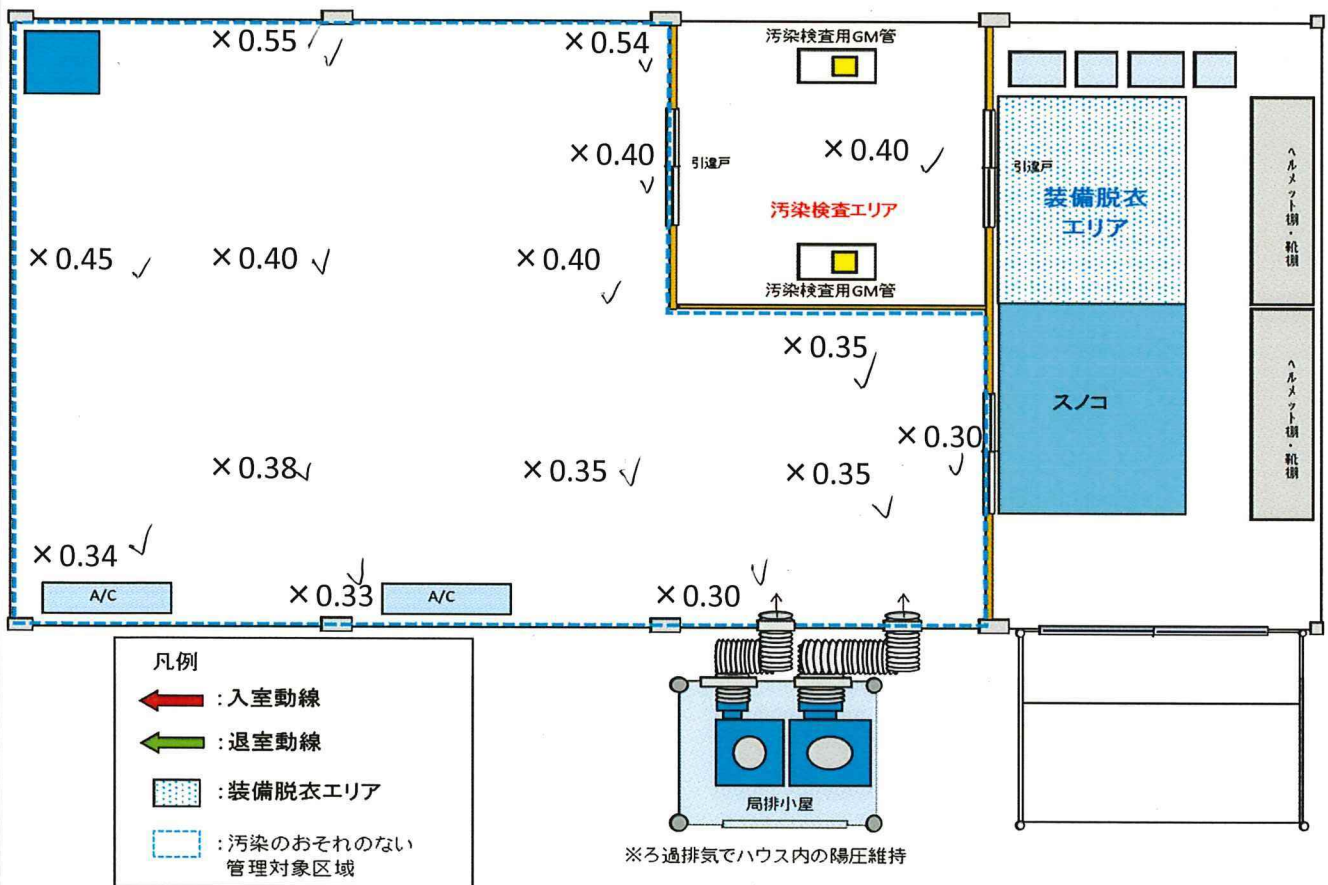 ×0.55
×0.54
汚染検査用GM管
×0.40
引違戸
×0.40
引違戸
汚染検査エリア
装備脱衣
エリア
ヘルメット棚・靴棚
×0.45
×0.40
×0.40
汚染検査用GM管
×0.35
スノコ
ヘルメット棚・靴棚
×0.30
×0.38
×0.35
×0.35
×0.34
A/C
×0.33
A/C
×0.30
凡例
:入室動線
:退室動線
:装備脱衣エリア
:汚染のおそれのない
管理対象区域
局排小屋
※ろ過排気でハウス内の陽圧維持